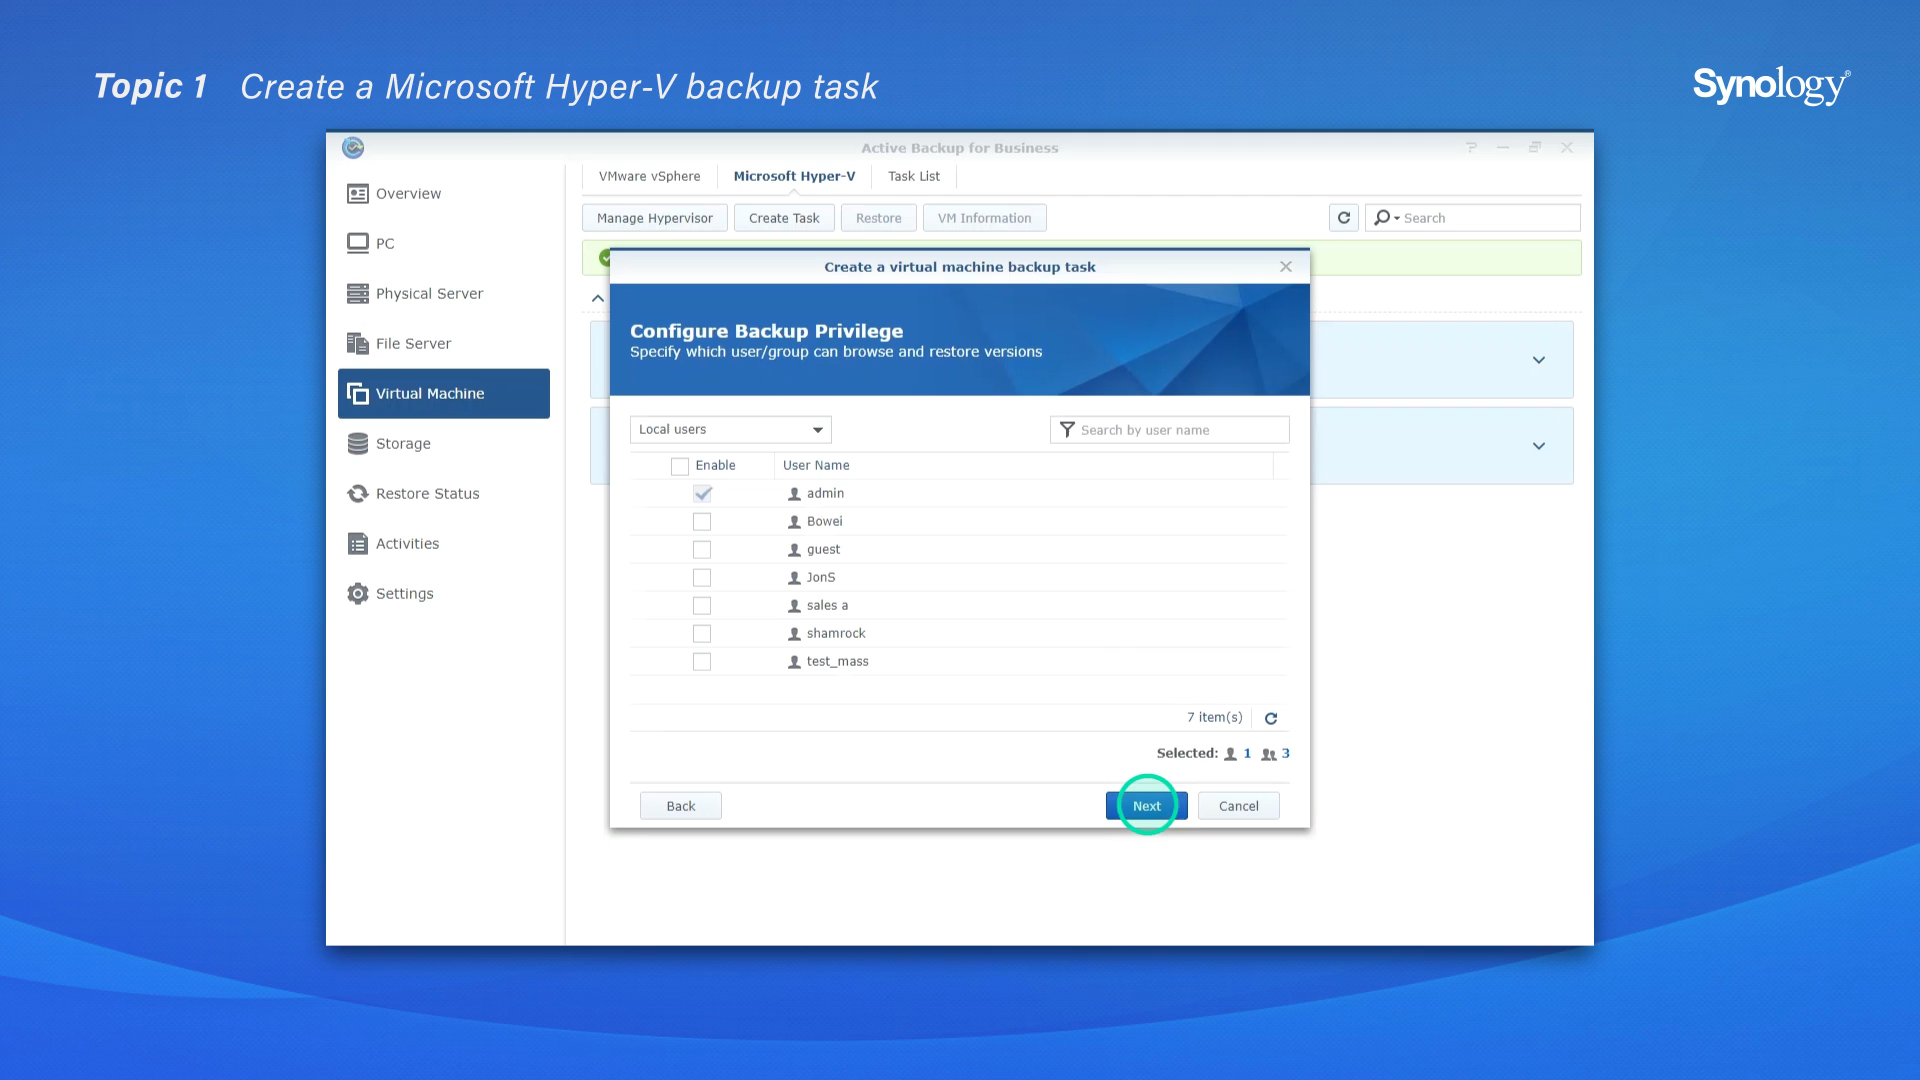 Topic 1 Create a Microsoft Hyper-V backup task
Synology®
Active Backup for Business
Overview
PC
Physical Server
File Server
Virtual Machine
Storage
Restore Status
Activities
Settings
VMware vSphere Microsoft Hyper-V Task List
Manage Hypervisor Create Task Restore VM Information Search
Create a virtual machine backup task
Configure Backup Privilege
Specify which user/group can browse and restore versions
Local users Search by user name
Enable User Name
admin
Bowei
guest
JonS
sales a
shamrock
test_mass
7 item(s)
Selected: 1 3
Back Next Cancel